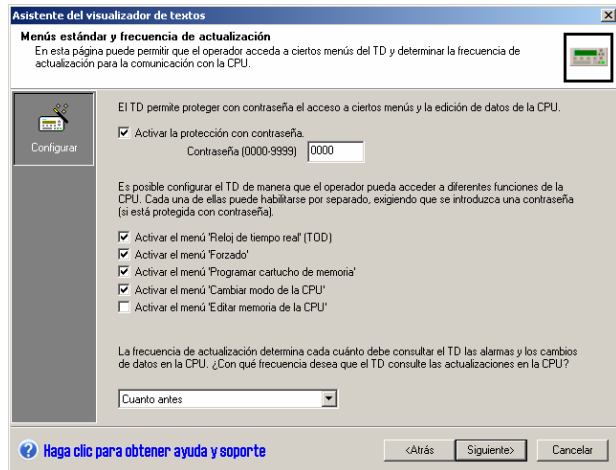 Asistente del visualizador de textos
Menús estándar y frecuencia de actualización
En esta página puede permitir que el operador acceda a ciertos menús del TD y determinar la frecuencia de
actualización para la comunicación con la CPU.
Configurar
El TD permite proteger con contraseña el acceso a ciertos menús y la edición de datos de la CPU.
Activar la protección con contraseña.
Contraseña (0000-9999) 0000
Es posible configurar el TD de manera que el operador pueda acceder a diferentes funciones de la
CPU. Cada una de ellas puede habilitarse por separado, exigiendo que se introduzca una contraseña
(si está protegida con contraseña).
Activar el menú 'Reloj de tiempo real' (TOD)
Activar el menú 'Forzado'
Activar el menú 'Programar cartucho de memoria'
Activar el menú 'Cambiar modo de la CPU'
Activar el menú 'Editar memoria de la CPU'
La frecuencia de actualización determina cada cuánto debe consultar el TD las alarmas y los cambios
de datos en la CPU. ¿Con qué frecuencia desea que el TD consulte las actualizaciones en la CPU?
Cuanto antes
Haga clic para obtener ayuda y soporte
<Atrás Siguiente> Cancelar